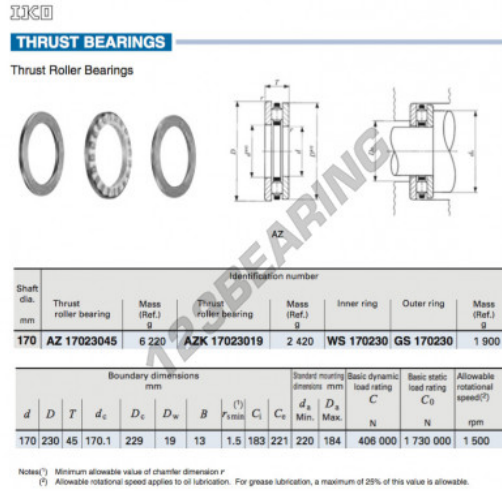 IKO
THRUST BEARINGS
Thrust Roller Bearings
T
r
D
d
d
D
AZ
123BEARING
Identification number
Shaft dia. mm
Thrust roller bearing
Mass (Ref.) g
Thrust roller bearing
Mass (Ref.) g
Inner ring
Outer ring
Mass (Ref.) g
170 AZ 17023045 6 220 AZK 17023019 2 420 WS 170230 GS 170230 1 900
Boundary dimensions mm
Standard mounting dimensions mm
Basic dynamic load rating C N
Basic static load rating C0 N
Allowable rotational speed(2) rpm
d D T dc Dc Dw B (1) rs min Ci Ce da Min. Da Max.
170 230 45 170.1 229 19 13 1.5 183 221 220 184 406 000 1 730 000 1 500
Notes(1) Minimum allowable value of chamfer dimension r
(2) Allowable rotational speed applies to oil lubrication. For grease lubrication, a maximum of 25% of this value is allowable.